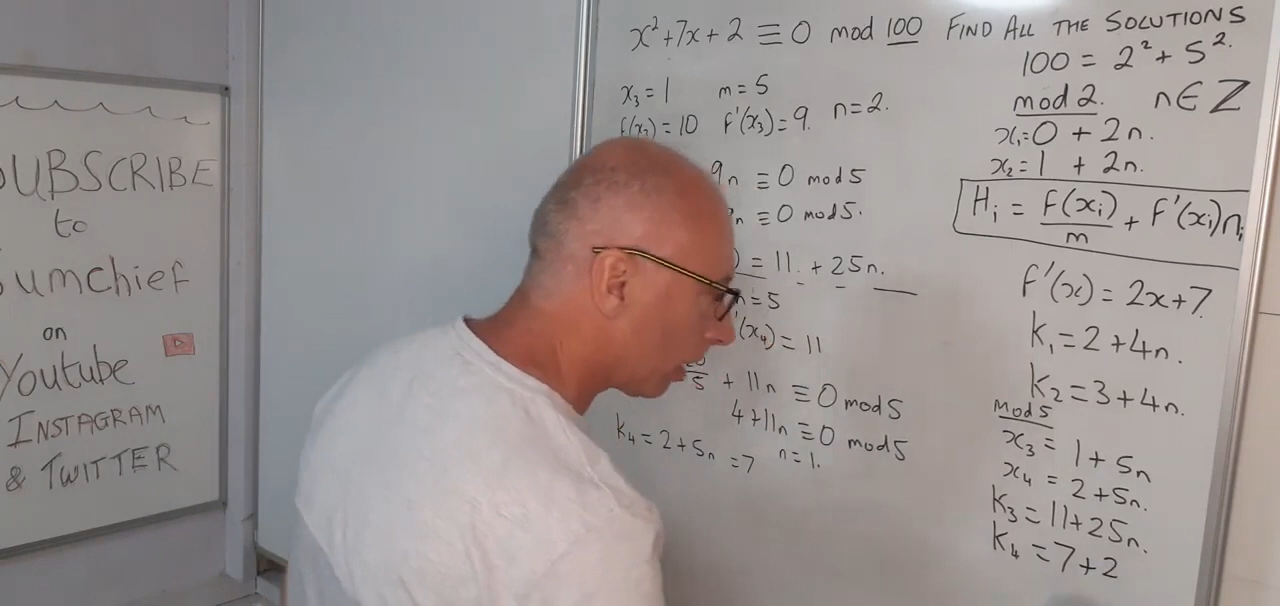 SUBSCRIBE
to
Sumchief
on
Youtube
INSTAGRAM
& TWITTER
x²+7x+2 ≡ 0 mod 100 FIND ALL THE SOLUTIONS
x₃=1 m=5
f(x₃)=10 f'(x₃)=9. n=2.
9n ≡ 0 mod 5
n ≡ 0 mod 5.
) = 11. + 25n.
=5
(x₄) = 11
5 + 11n ≡ 0 mod 5
4+11n ≡ 0 mod 5
k₄=2+5n =7 n=1.
100 = 2² + 5².
mod 2. n∈Z
x₁=0 + 2n.
x₂=1 + 2n.
Hᵢ = F(xᵢ)/m + F'(xᵢ)nᵢ
f'(x) = 2x+7
k₁=2+4n.
k₂=3+4n.
Mod 5
x₃ = 1+5n
x₄ = 2+5n.
k₃=11+25n.
k₄=7+2